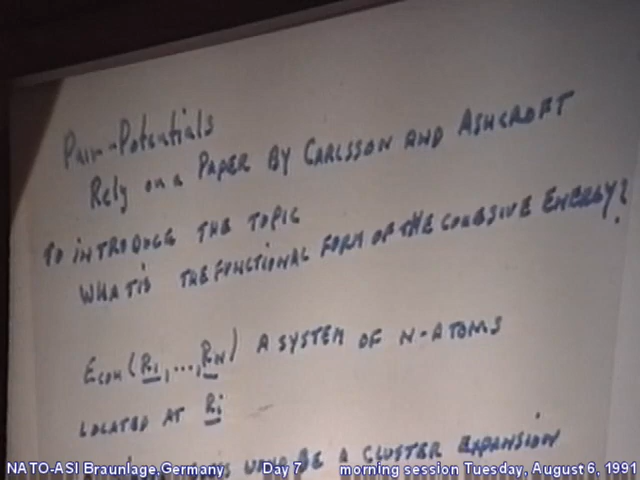 Pair-Potentials
Rely on a PAPER BY CARLSSON AND ASHCROFT
TO INTRODUCE THE TOPIC
WHAT IS THE FUNCTIONAL FORM OF THE COHESIVE ENERGY?
Ecoh(R1,...,RN) A SYSTEM OF N-ATOMS
LOCATED AT Ri
BE A CLUSTER EXPANSION
NATO-ASI Braunlage,Germany Day 7 morning session Tuesday, August 6, 1991